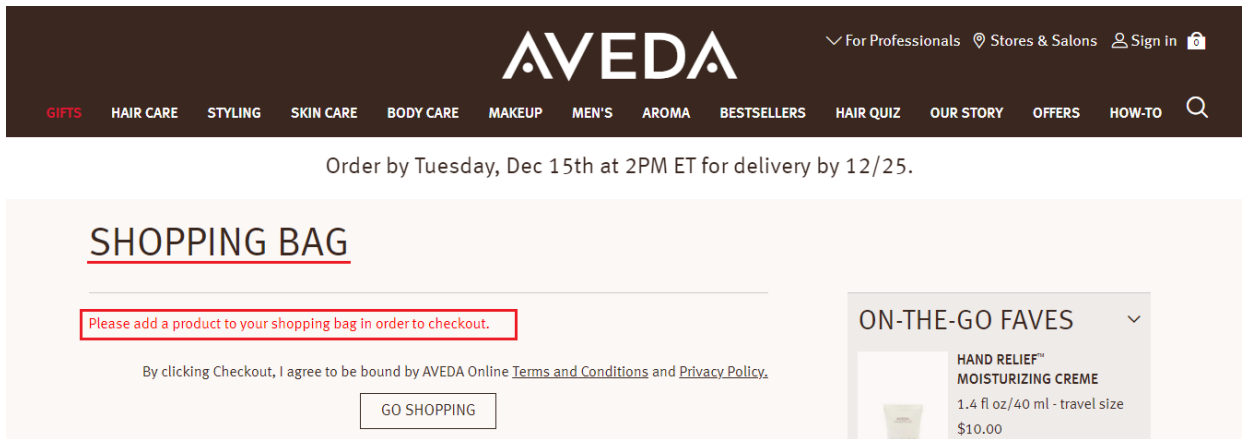 AVEDA
For Professionals Stores & Salons Sign in 0
GIFTS HAIR CARE STYLING SKIN CARE BODY CARE MAKEUP MEN'S AROMA BESTSELLERS HAIR QUIZ OUR STORY OFFERS HOW-TO
Order by Tuesday, Dec 15th at 2PM ET for delivery by 12/25.
SHOPPING BAG
Please add a product to your shopping bag in order to checkout.
By clicking Checkout, I agree to be bound by AVEDA Online Terms and Conditions and Privacy Policy.
GO SHOPPING
ON-THE-GO FAVES
HAND RELIEF™
MOISTURIZING CREME
1.4 fl oz/40 ml - travel size
$10.00